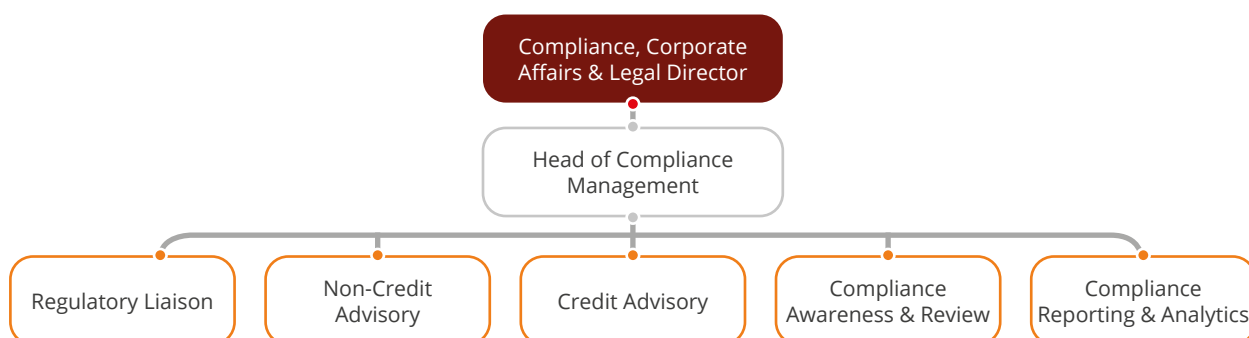 Compliance, Corporate
Affairs & Legal Director
Head of Compliance
Management
Regulatory Liaison
Non-Credit
Advisory
Credit Advisory
Compliance
Awareness & Review
Compliance
Reporting & Analytics